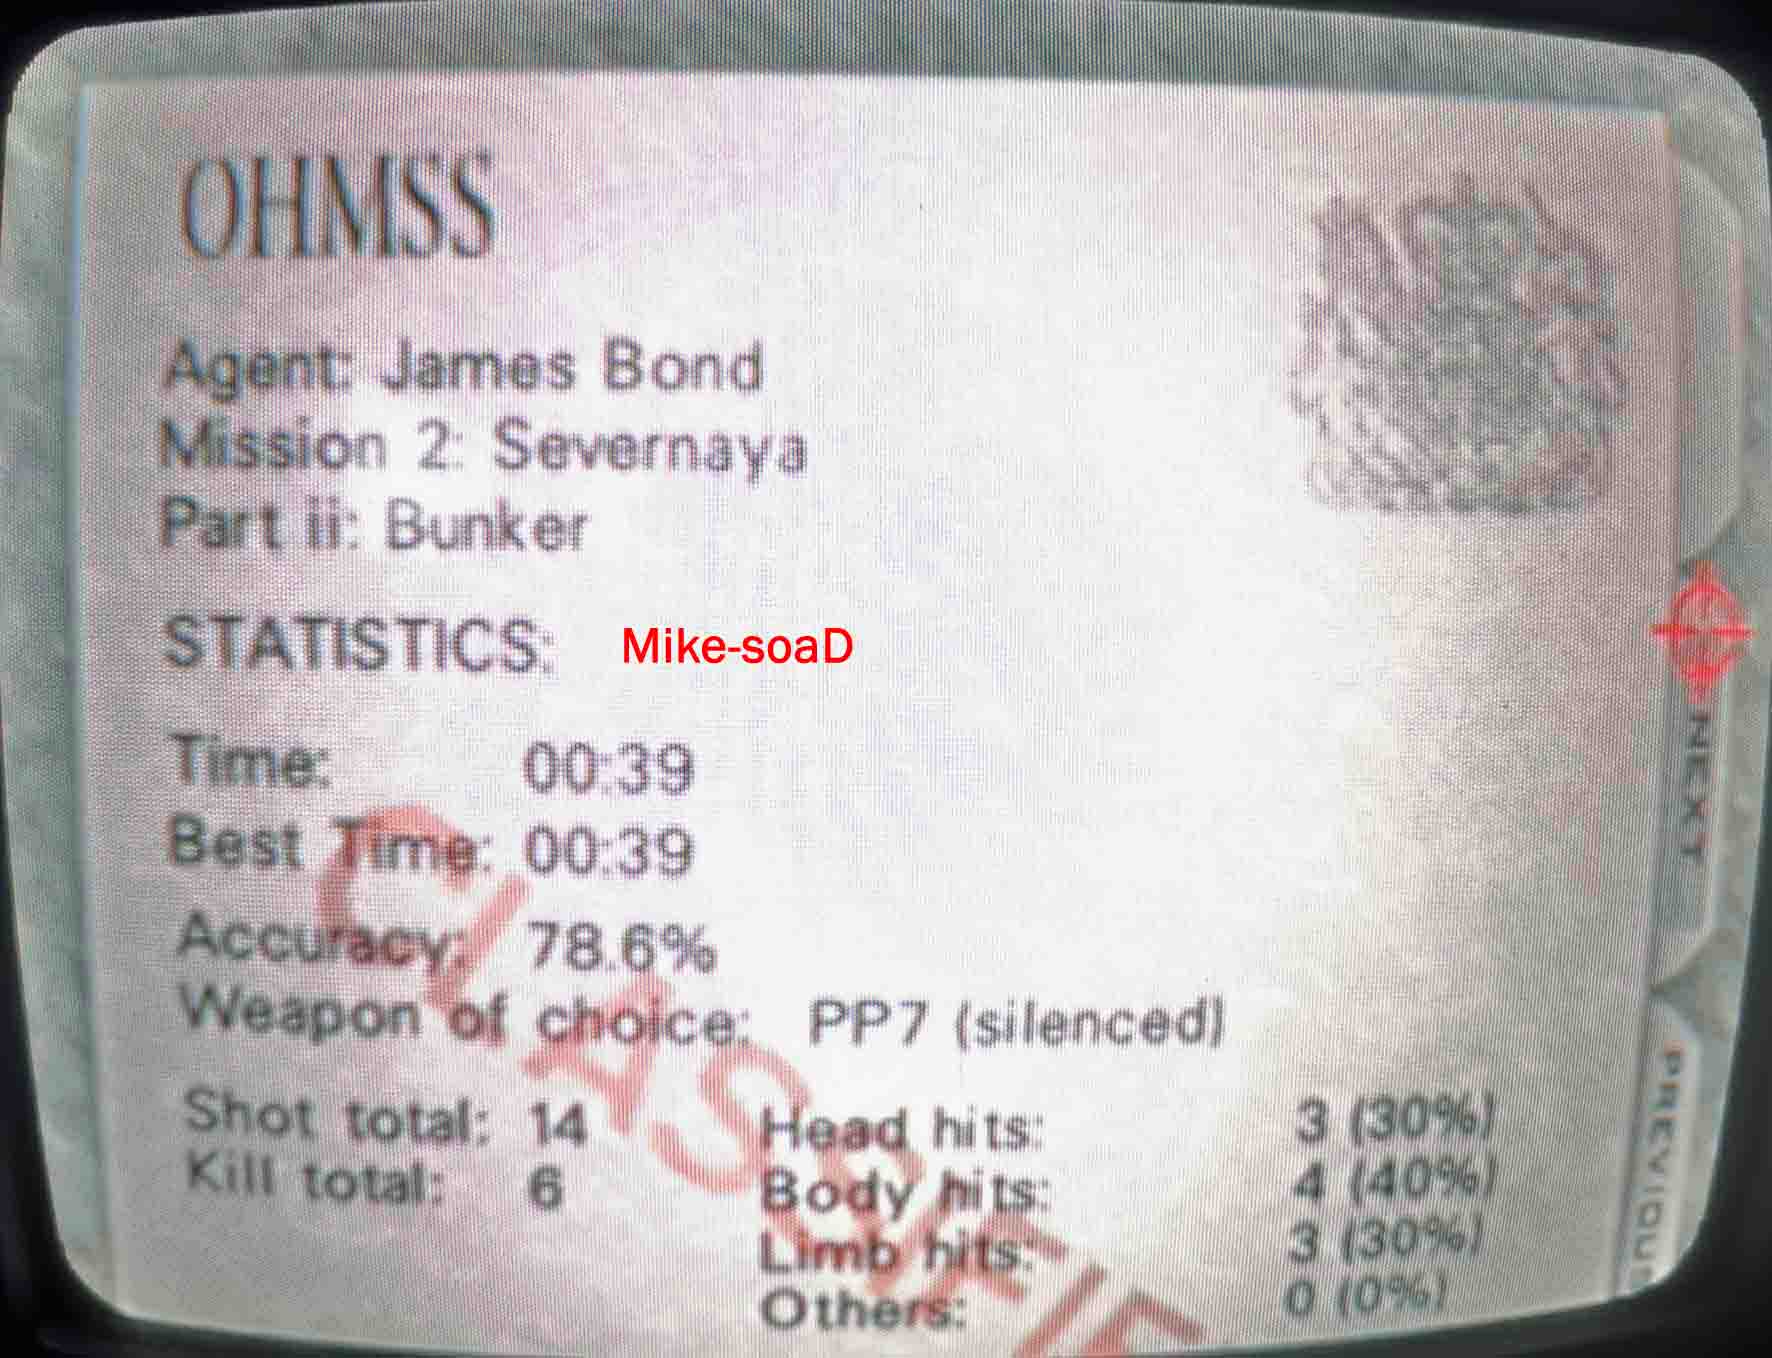 OHMSS
Agent: James Bond
Mission 2: Severnaya
Part ii: Bunker
STATISTICS: Mike-soaD
Time: 00:39
Best Time: 00:39
Accuracy: 78.6%
Weapon of choice: PP7 (silenced)
Shot total: 14 Head hits: 3 (30%)
Kill total: 6 Body hits: 4 (40%)
Limb hits: 3 (30%)
Others: 0 (0%)
NEXT